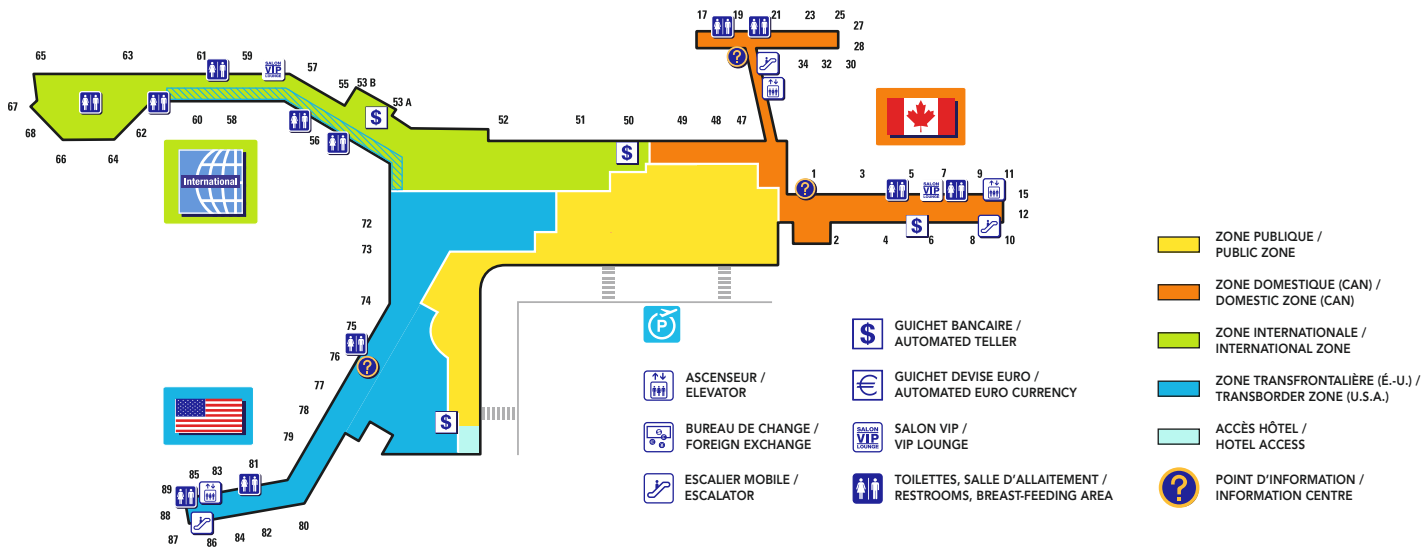 17
19
21
23
25
27
28
34
32
30
65
63
61
59
SALON
VIP
LOUNGE
57
55
53 B
53 A
67
68
66
64
62
60
58
56
52
51
50
49
48
47
$
$
?
International
?
1
3
5
SALON
VIP
LOUNGE
7
9
11
15
12
2
4
$
6
8
10
72
73
74
75
76
?
77
78
79
$
80
81
82
83
84
85
86
87
88
89
P
ASCENSEUR /
ELEVATOR
BUREAU DE CHANGE /
FOREIGN EXCHANGE
ESCALIER MOBILE /
ESCALATOR
$
GUICHET BANCAIRE /
AUTOMATED TELLER
€
GUICHET DEVISE EURO /
AUTOMATED EURO CURRENCY
SALON
VIP
LOUNGE
SALON VIP /
VIP LOUNGE
TOILETTES, SALLE D'ALLAITEMENT /
RESTROOMS, BREAST-FEEDING AREA
ZONE PUBLIQUE /
PUBLIC ZONE
ZONE DOMESTIQUE (CAN) /
DOMESTIC ZONE (CAN)
ZONE INTERNATIONALE /
INTERNATIONAL ZONE
ZONE TRANSFRONTALIÈRE (É.-U.) /
TRANSBORDER ZONE (U.S.A.)
ACCÈS HÔTEL /
HOTEL ACCESS
?
POINT D'INFORMATION /
INFORMATION CENTRE